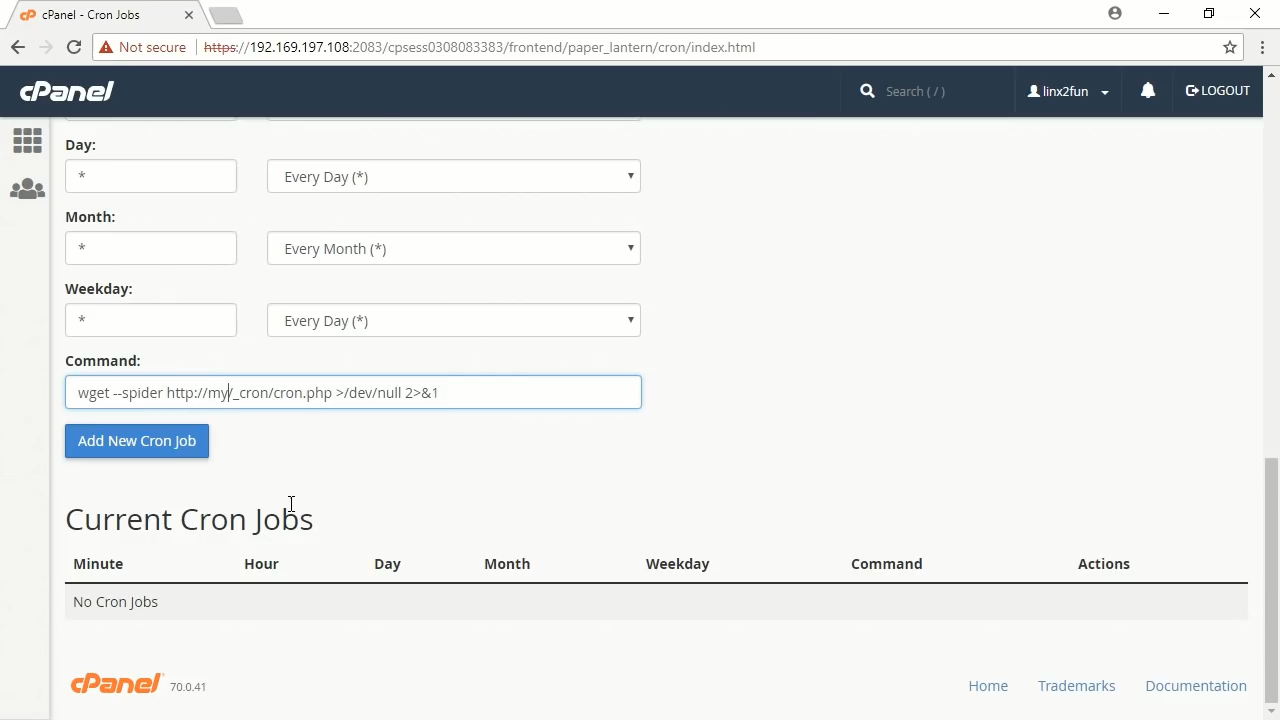 cPanel - Cron Jobs
Not secure https://192.169.197.108:2083/cpsess0308083383/frontend/paper_lantern/cron/index.html
cPanel Search ( / ) linx2fun LOGOUT
Day:
* Every Day (*)
Month:
* Every Month (*)
Weekday:
* Every Day (*)
Command:
wget --spider http://my/_cron/cron.php >/dev/null 2>&1
Add New Cron Job
Current Cron Jobs
Minute Hour Day Month Weekday Command Actions
No Cron Jobs
cPanel 70.0.41 Home Trademarks Documentation